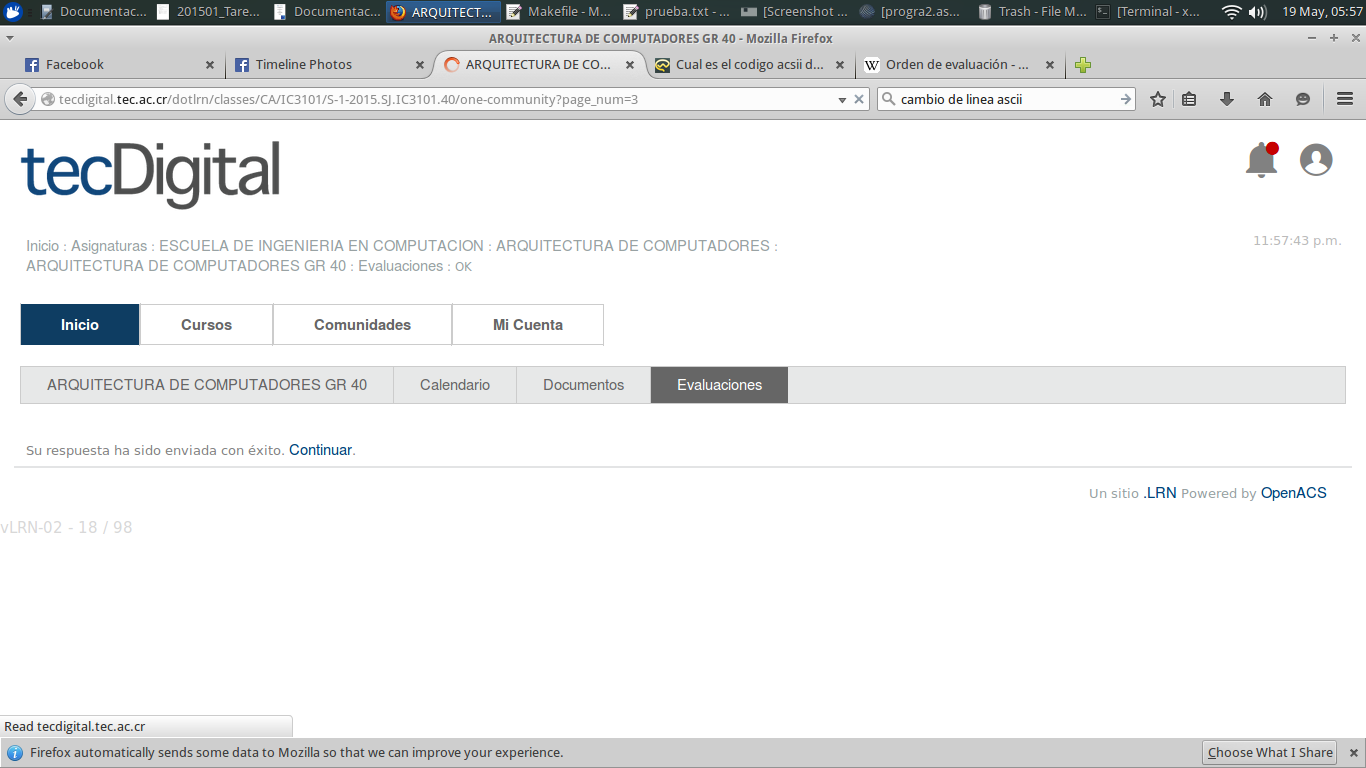 Documentac... 201501_Tare... Documentac... ARQUITECT... Makefile - M... prueba.txt - ... [Screenshot ... [progra2.as... Trash - File M... [Terminal - x... 19 May, 05:57
ARQUITECTURA DE COMPUTADORES GR 40 - Mozilla Firefox
Facebook Timeline Photos ARQUITECTURA DE CO... Cual es el codigo acsii d... Orden de evaluación - ...
tecdigital.tec.ac.cr/dotlrn/classes/CA/IC3101/S-1-2015.SJ.IC3101.40/one-community?page_num=3 cambio de linea ascii
tecDigital
Inicio : Asignaturas : ESCUELA DE INGENIERIA EN COMPUTACION : ARQUITECTURA DE COMPUTADORES :
11:57:43 p.m.
ARQUITECTURA DE COMPUTADORES GR 40 : Evaluaciones : OK
Inicio Cursos Comunidades Mi Cuenta
ARQUITECTURA DE COMPUTADORES GR 40 Calendario Documentos Evaluaciones
Su respuesta ha sido enviada con éxito. Continuar.
Un sitio .LRN Powered by OpenACS
vLRN-02 - 18 / 98
Read tecdigital.tec.ac.cr
Firefox automatically sends some data to Mozilla so that we can improve your experience. Choose What I Share